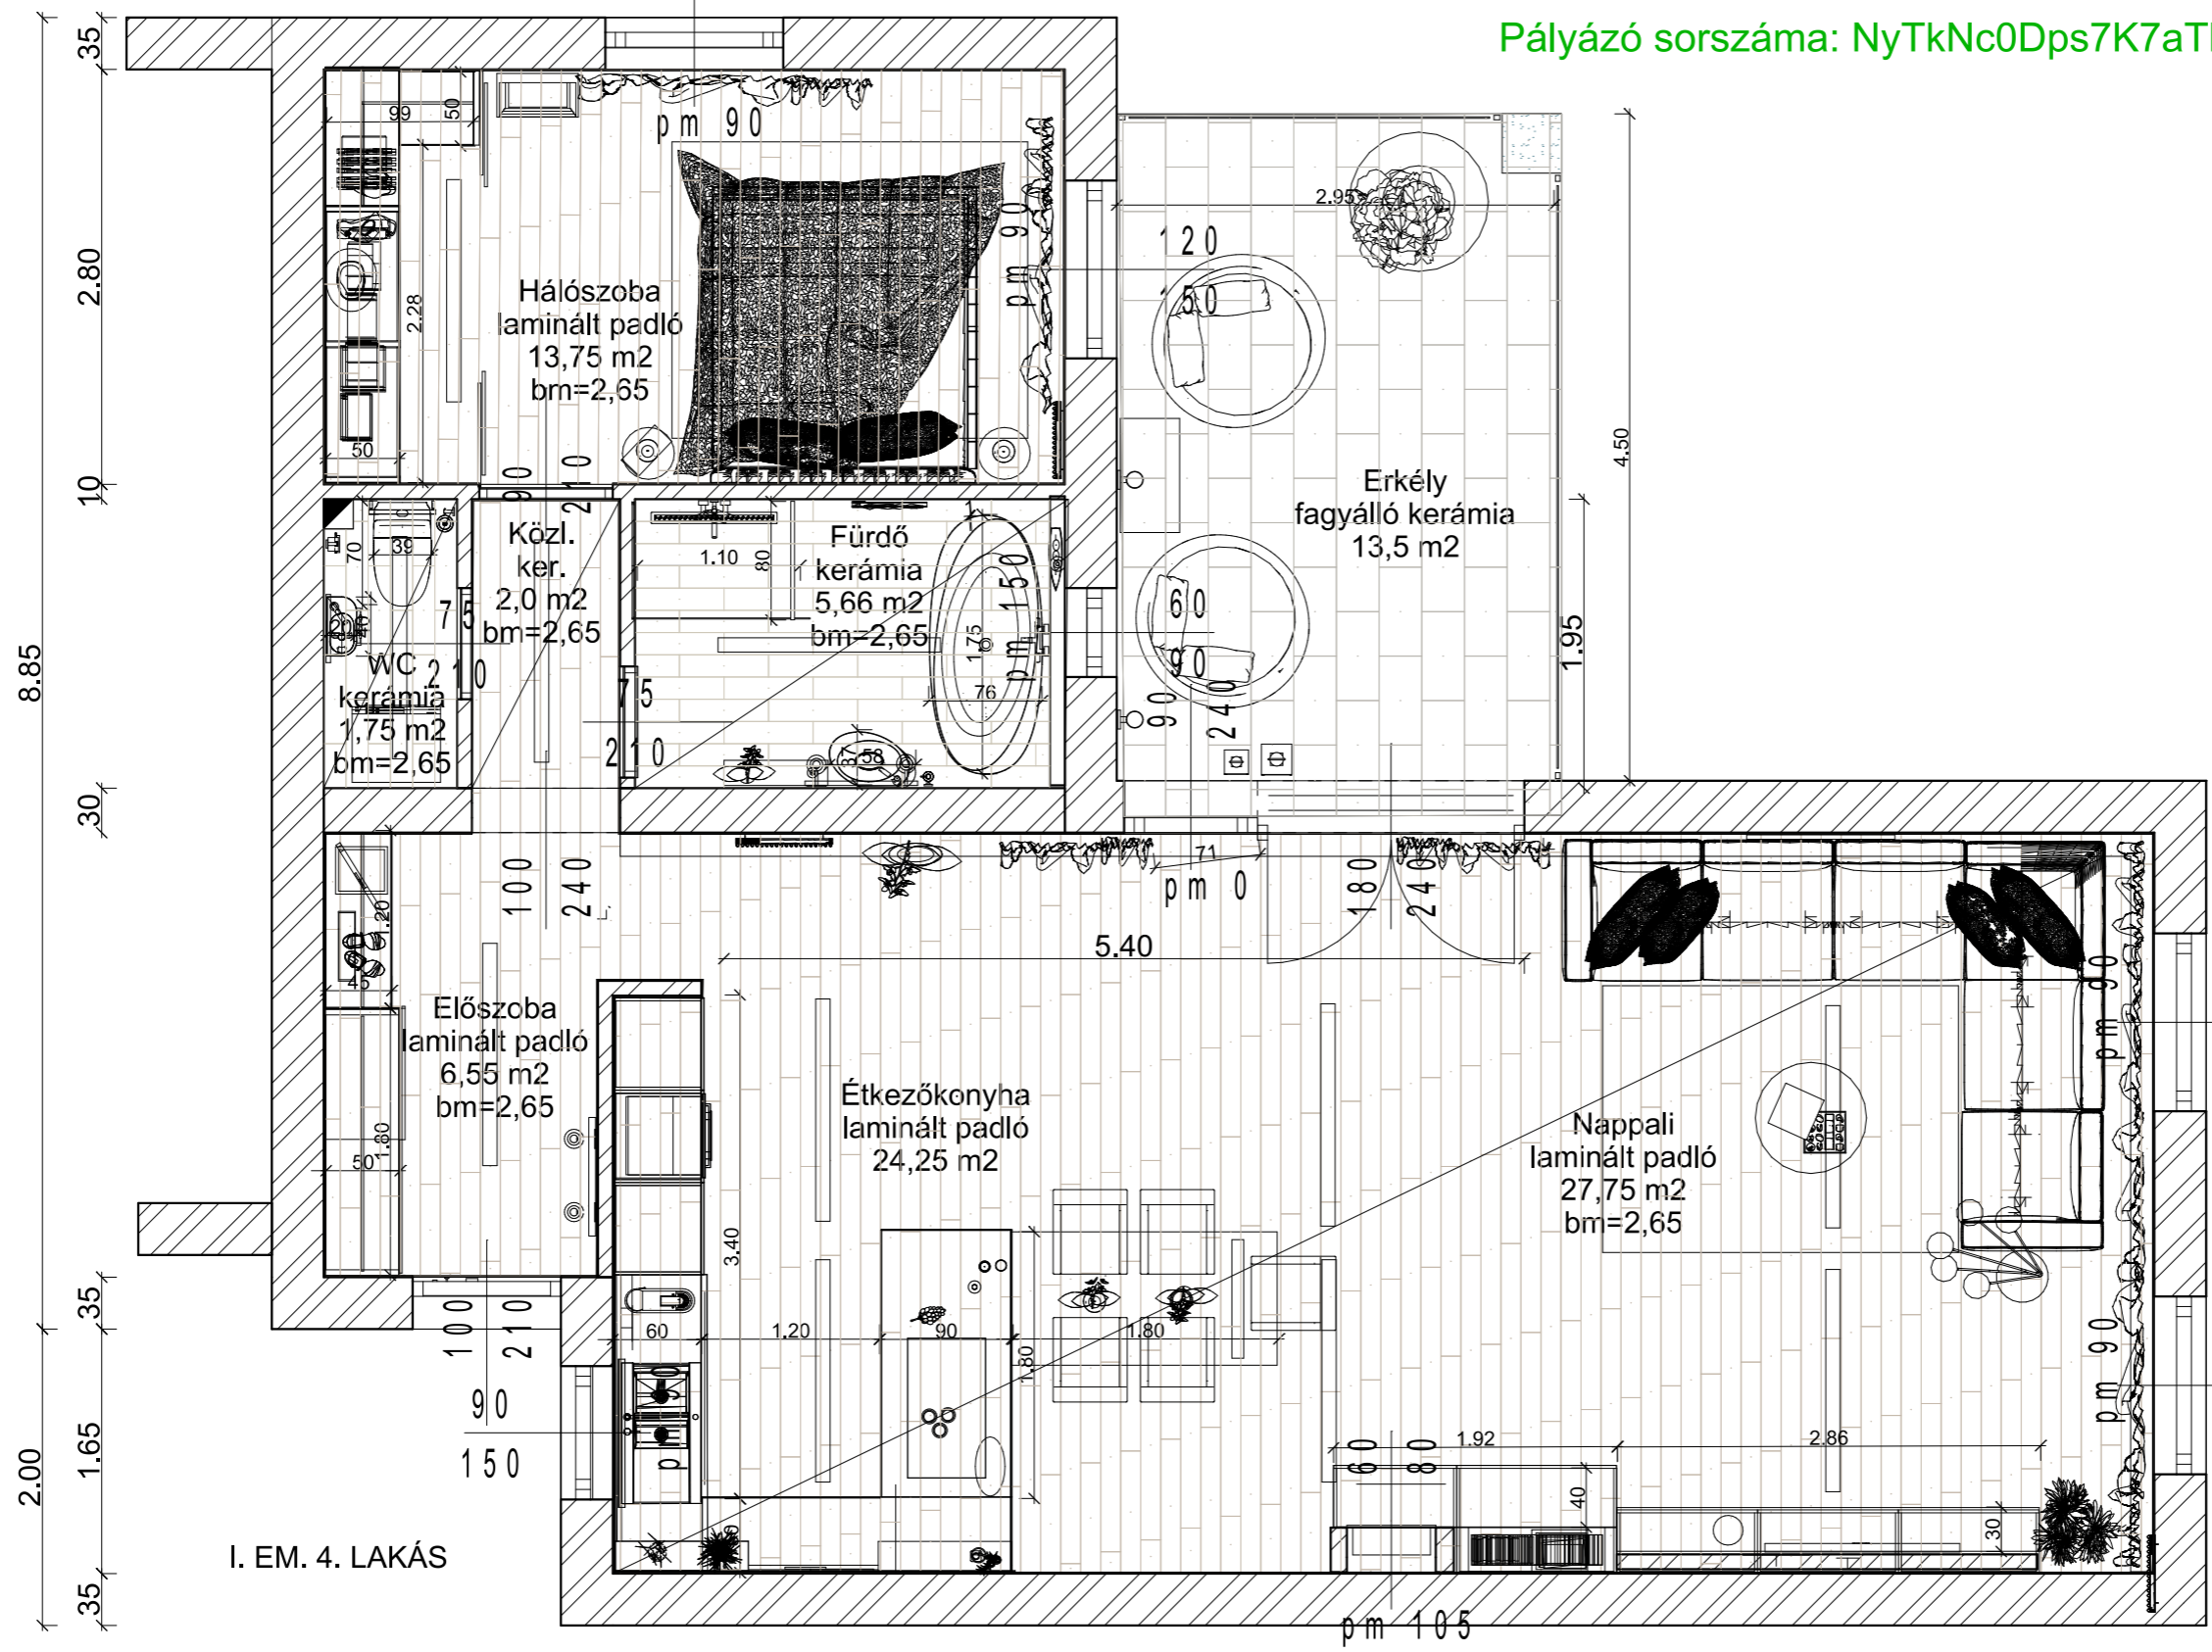 Pályázó sorszáma: NyTkNc0Dps7K7aT
35
2.80
10
30
35
1.65
35
8.85
2.00
99
50
pm 90
2.28
50
Hálószoba
laminált padló
13,75 m2
bm=2,65
pm 90
120
150
2.95
4.50
1.95
Erkély
fagyálló kerámia
13,5 m2
60
90
90
240
90
210
Közl.
ker.
2,0 m2
bm=2,65
70
39
40
75
210
WC
kerámia
1,75 m2
bm=2,65
1.10
80
Fürdő
kerámia
5,66 m2
bm=2,65
pm 150
1.75
76
75
210
37
58
100
240
1.20
45
Előszoba
laminált padló
6,55 m2
bm=2,65
1.80
50
100
210
90
150
71
pm 0
180
240
5.40
Étkezőkonyha
laminált padló
24,25 m2
3.40
60
1.20
90
1.80
1.80
Nappali
laminált padló
27,75 m2
bm=2,65
pm 90
pm 90
60
80
1.92
2.86
40
30
pm 105
I. EM. 4. LAKÁS